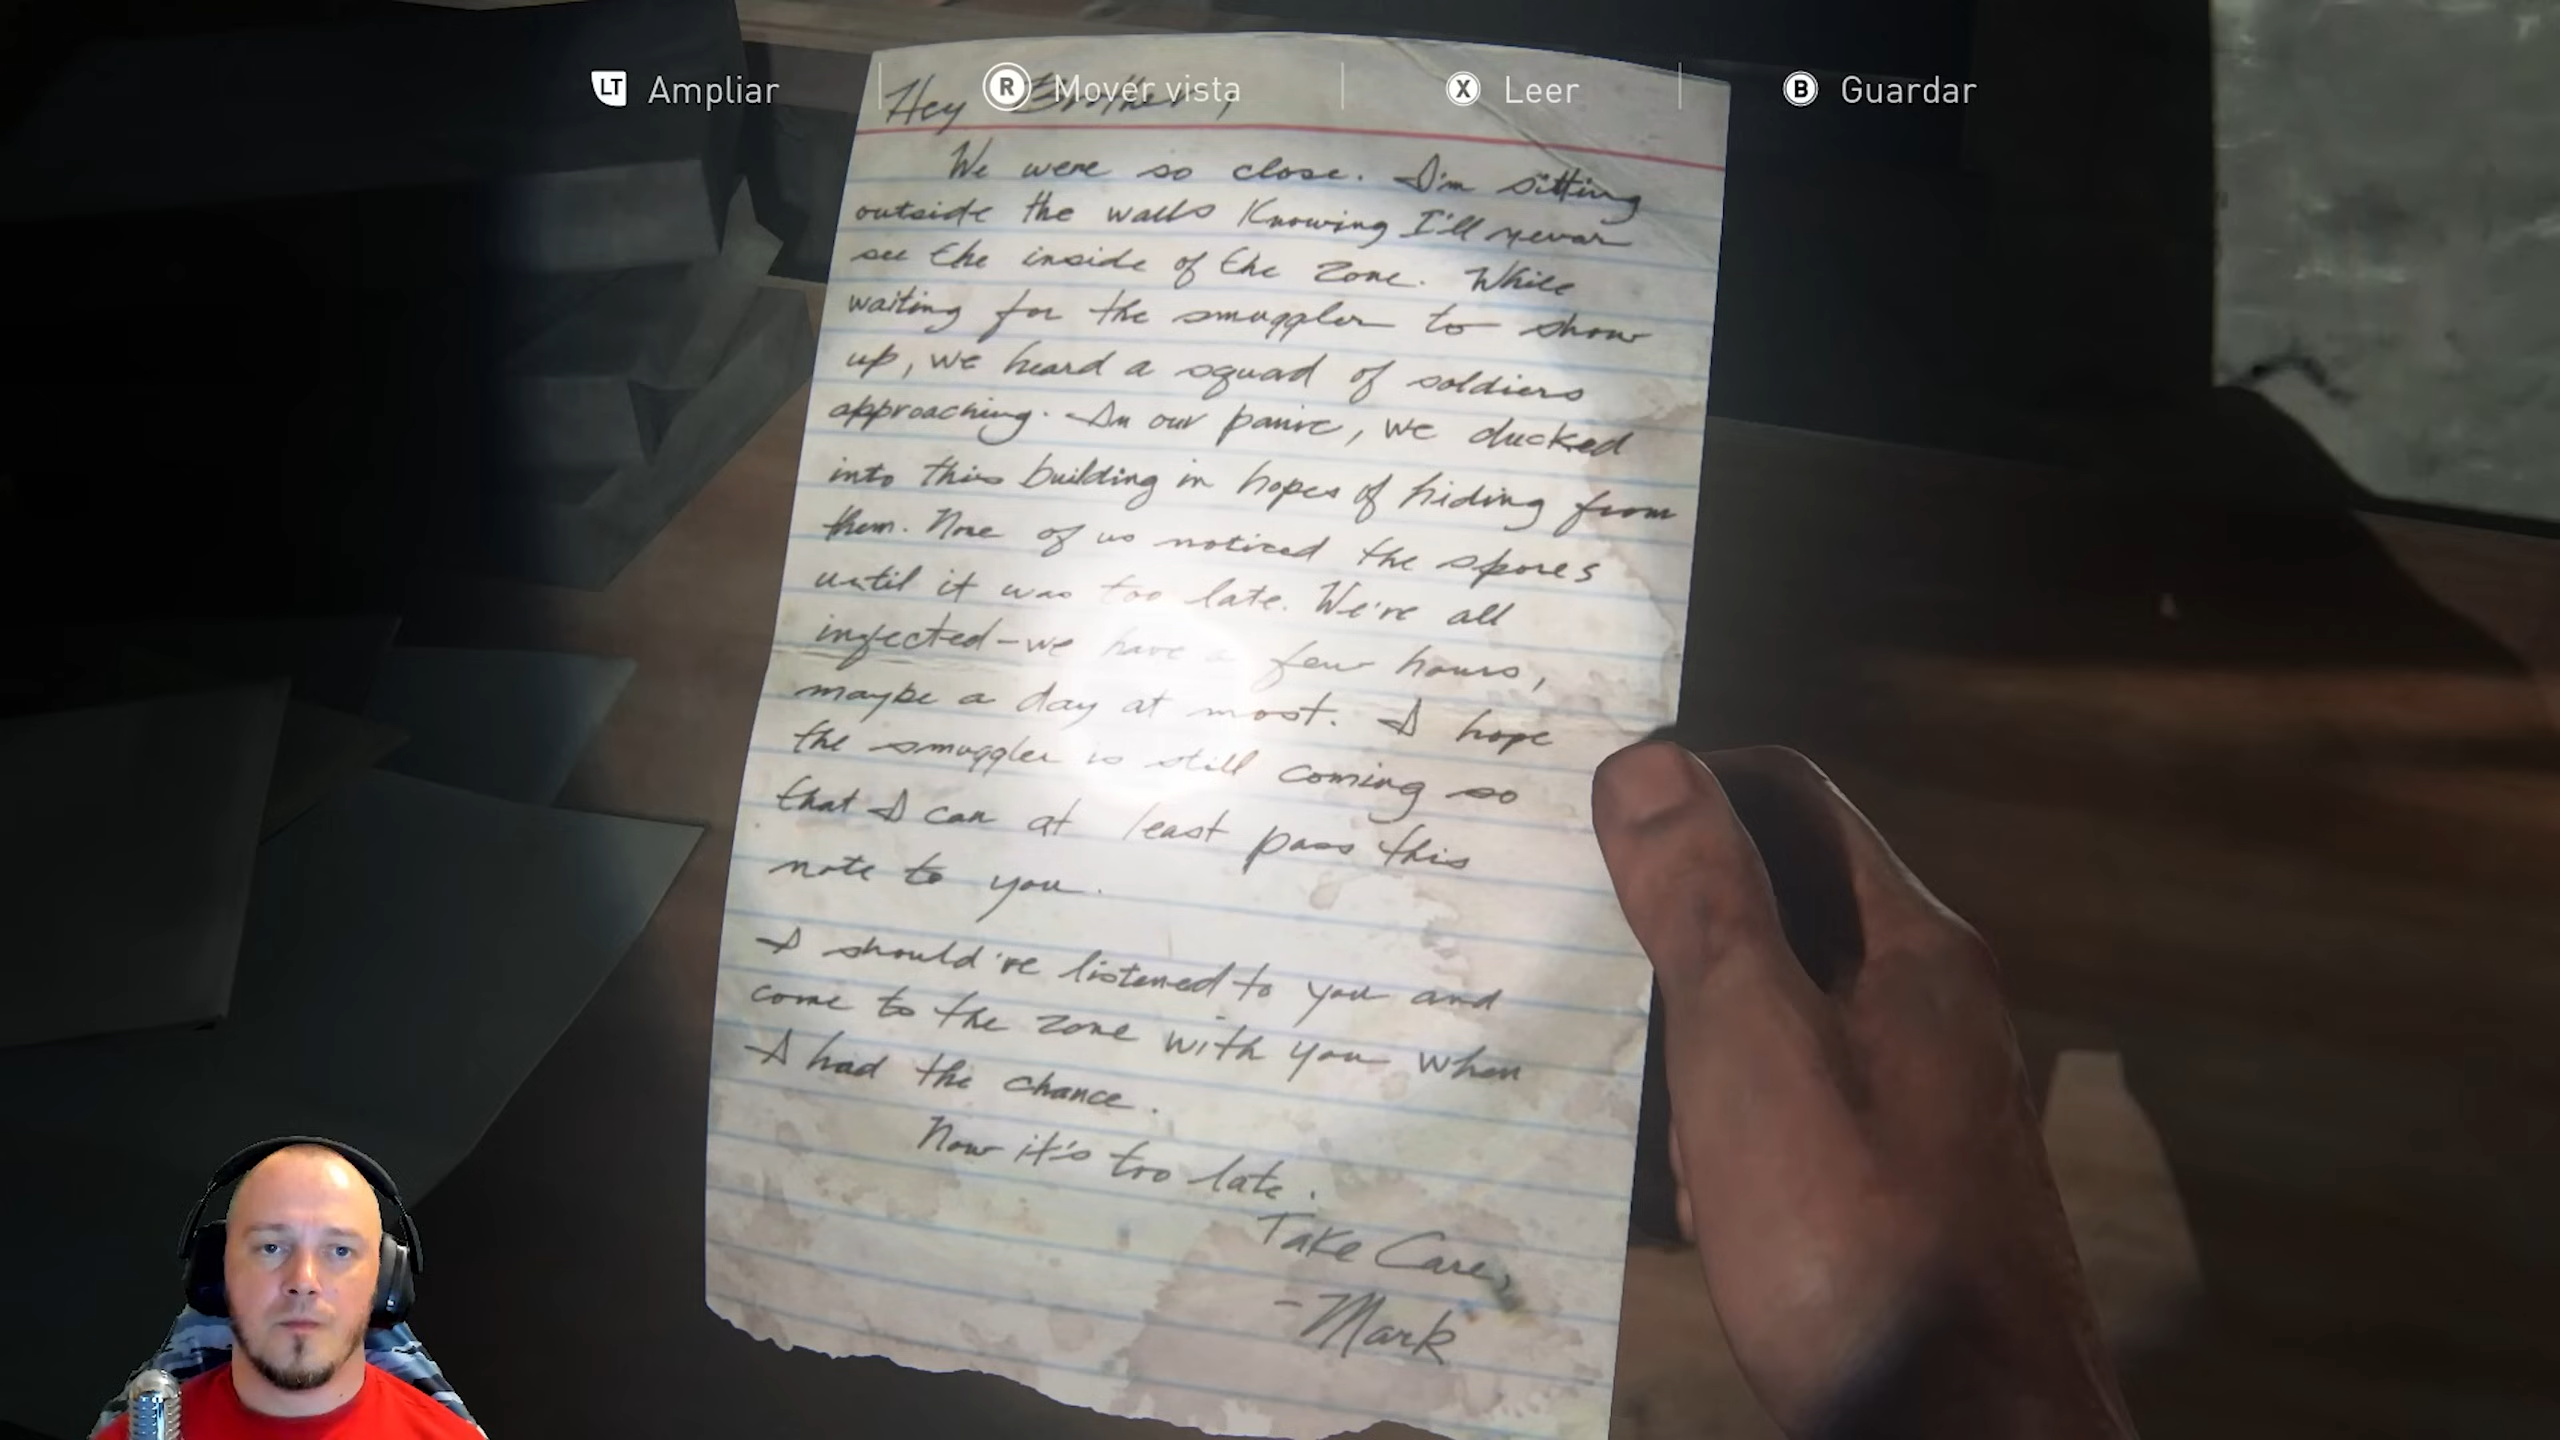 LT Ampliar R Mover vista X Leer B Guardar
Hey Brother,
We were so close. I'm sitting
outside the walls Knowing I'll never
see the inside of the zone. While
waiting for the smuggler to show
up, we heard a squad of soldiers
approaching. In our panic, we ducked
into this building in hopes of hiding from
them. None of us noticed the spores
until it was too late. We're all
infected-we have a few hours,
maybe a day at most. I hope
the smuggler is still coming so
that I can at least pass this
note to you.
I should've listened to you and
come to the zone with you when
I had the chance.
Now it's too late.
Take Care,
-Mark